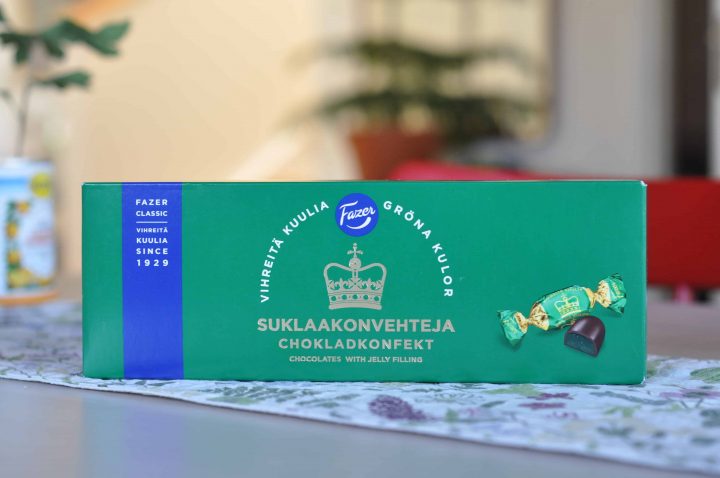 FAZER
CLASSIC
VIHREITÄ
KUULIA
SINCE
1929
VIHREITÄ KUULIA
Fazer
GRÖNA KULOR
SUKLAAKONVEHTEJA
CHOKLADKONFEKT
CHOCOLATES WITH JELLY FILLING